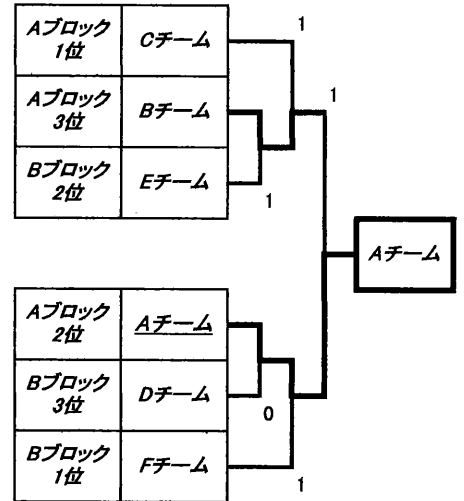 Aブロック
1位
Cチーム
1
Aブロック
3位
Bチーム
1
Bブロック
2位
Eチーム
1
Aチーム
Aブロック
2位
Aチーム
Bブロック
3位
Dチーム
0
Bブロック
1位
Fチーム
1